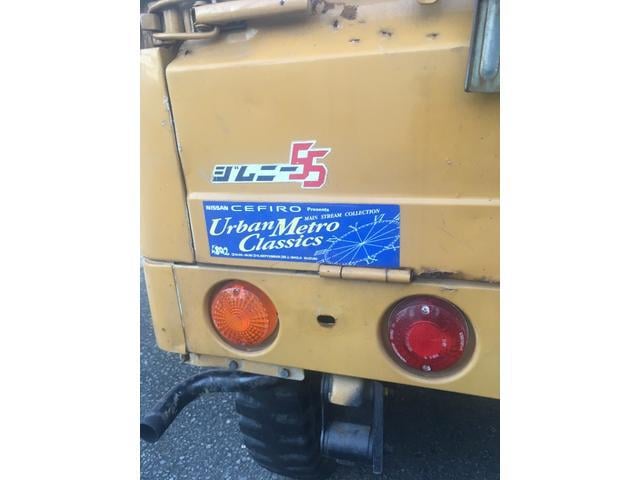 ジムニー55
NISSAN CEFIRO Presents
MAIN STREAM COLLECTION
Urban Metro
Classics